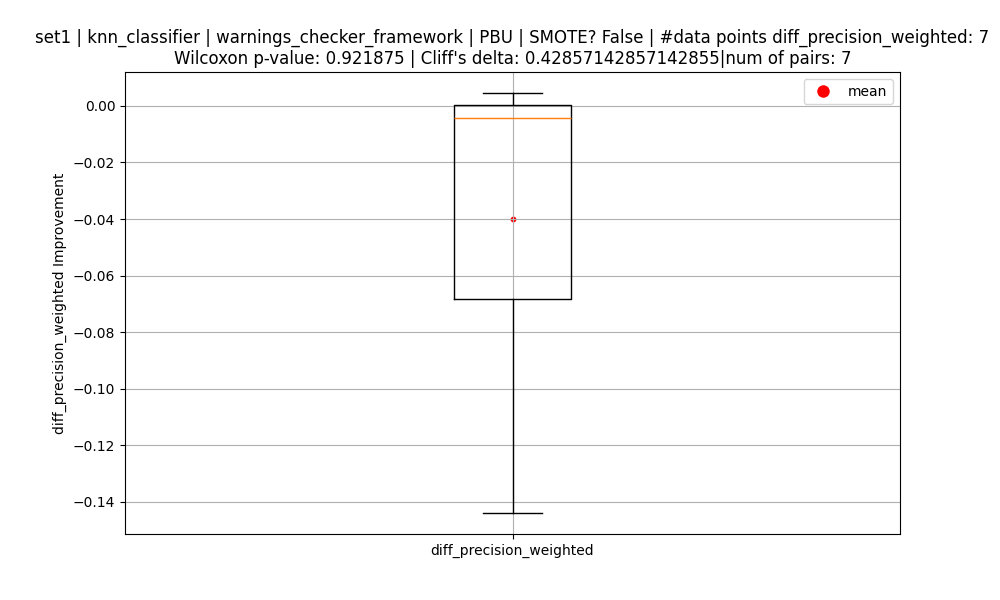 set1 | knn_classifier | warnings_checker_framework | PBU | SMOTE? False | #data points diff_precision_weighted: 7
Wilcoxon p-value: 0.921875 | Cliff's delta: 0.42857142857142855|num of pairs: 7
mean
0.00
−0.02
−0.04
−0.06
−0.08
−0.10
−0.12
−0.14
diff_precision_weighted Improvement
diff_precision_weighted